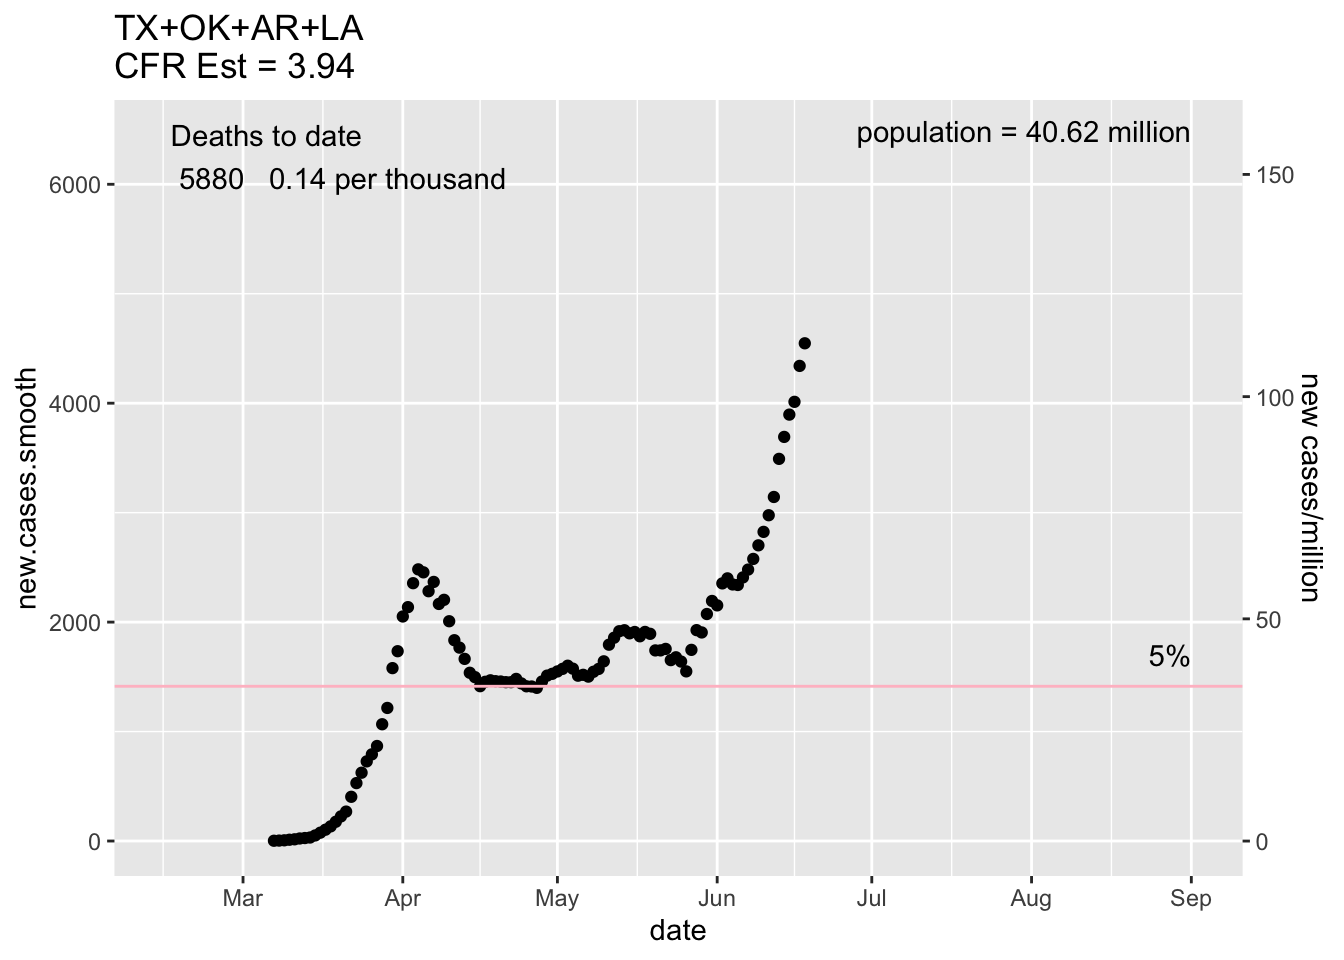 TX+OK+AR+LA
CFR Est = 3.94
Deaths to date
population = 40.62 million
5880 0.14 per thousand
6000
4000
2000
0
new.cases.smooth
150
100
50
0
new cases/million
5%
Mar Apr May Jun Jul Aug Sep
date